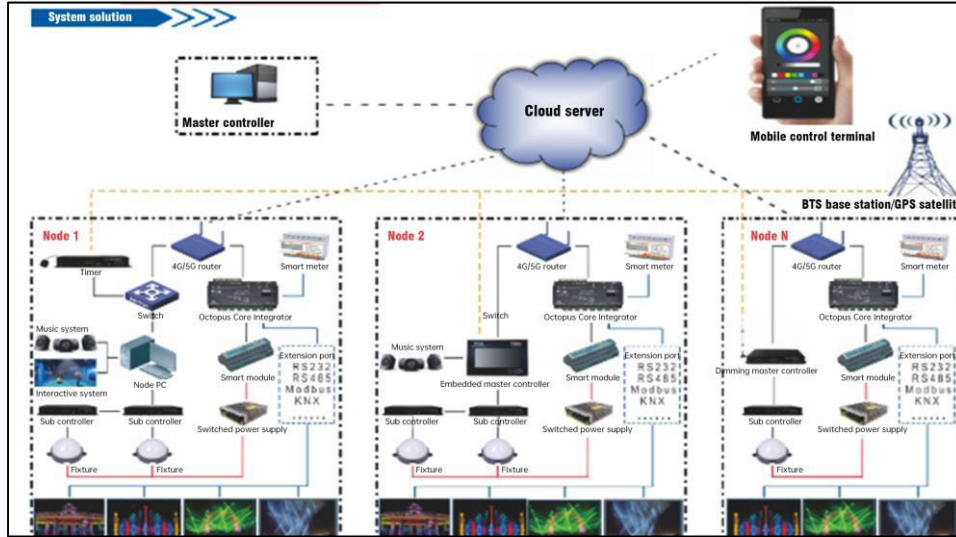 System solution
Master controller
Cloud server
Mobile control terminal
BTS base station/GPS satellit
Node 1
4G/5G router
Smart meter
Timer
Switch
Octopus Core Integrator
Music system
Interactive system
Node PC
Smart module
Extension port
RS232
RS485
Modbus
KNX
......
Sub controller
Sub controller
Switched power supply
Fixture
Fixture
Node 2
4G/5G router
Smart meter
Switch
Octopus Core Integrator
Music system
Embedded master controller
Smart module
Extension port
RS232
RS485
Modbus
KNX
......
Sub controller
Sub controller
Switched power supply
Fixture
Fixture
Node N
4G/5G router
Smart meter
Octopus Core Integrator
Dimming master controller
Smart module
Extension port
RS232
RS485
Modbus
KNX
......
Sub controller
Switched power supply
Fixture